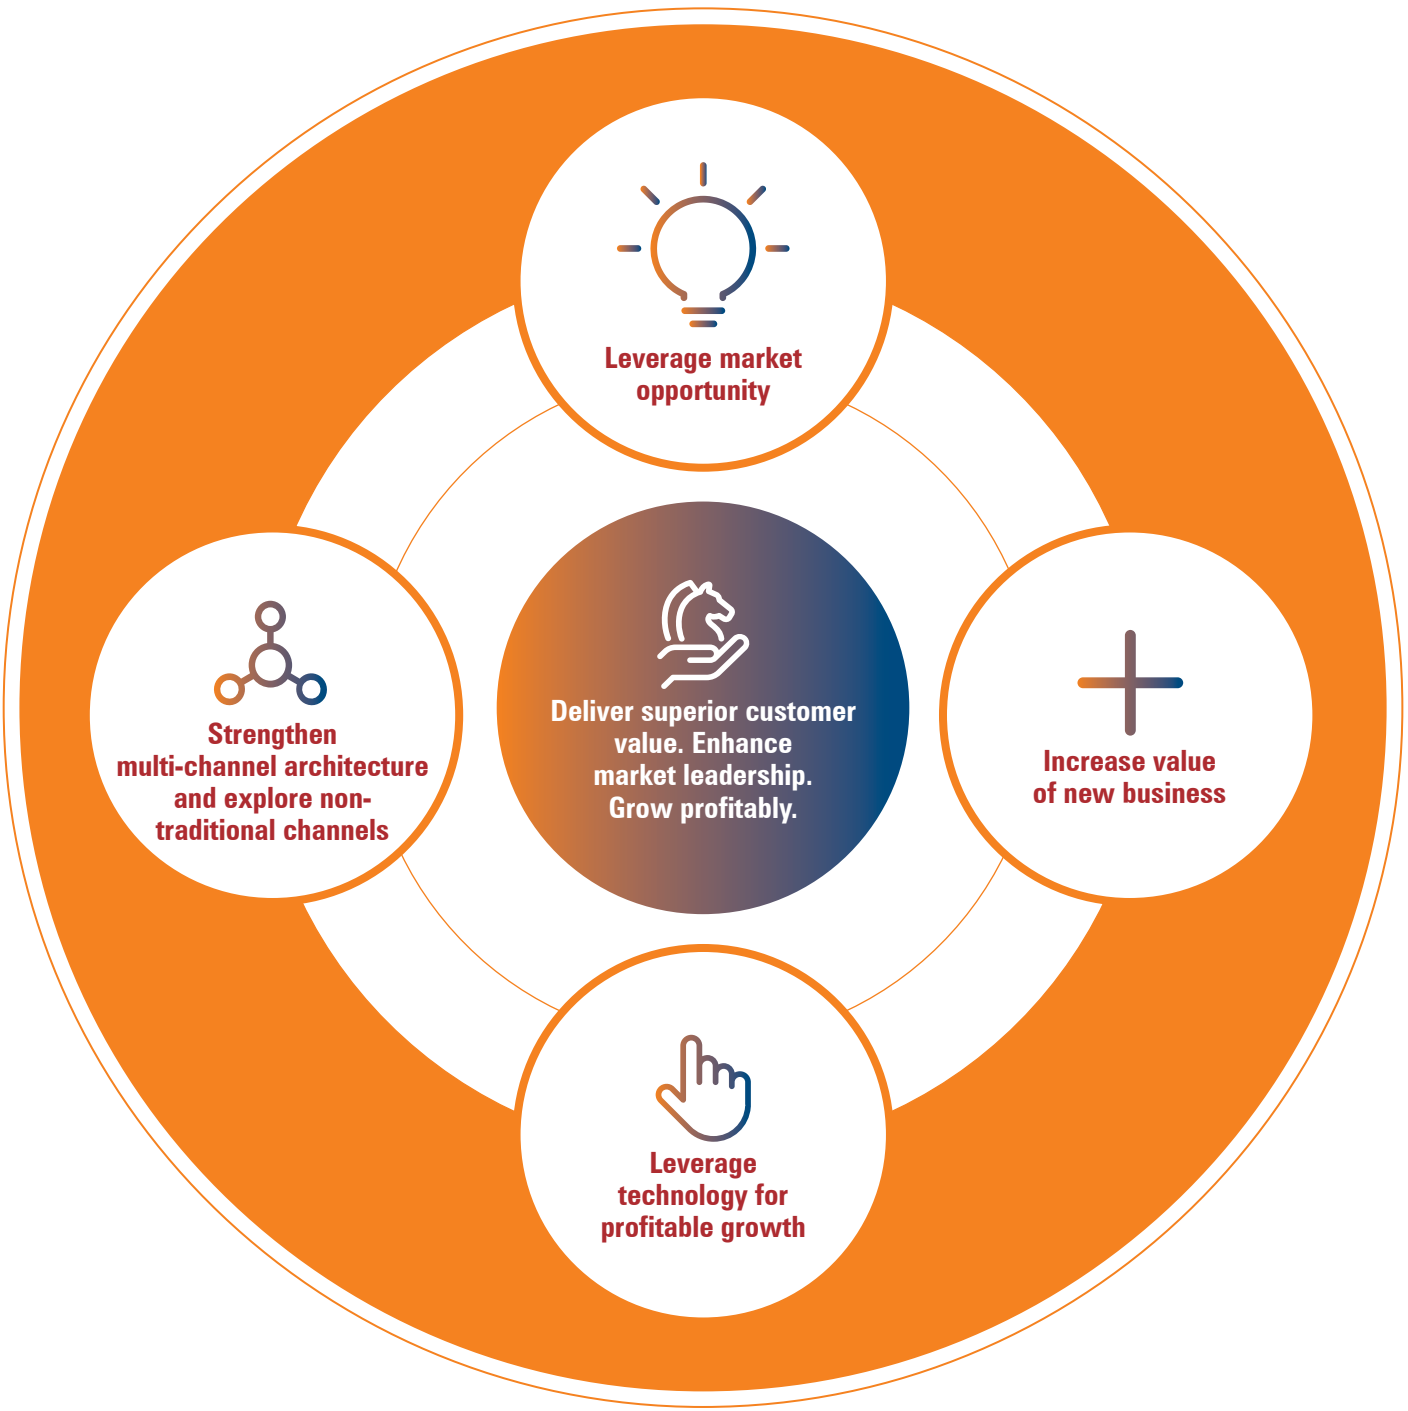 Leverage market
opportunity
Strengthen
multi-channel architecture
and explore non-
traditional channels
Deliver superior customer
value. Enhance
market leadership.
Grow profitably.
Increase value
of new business
Leverage
technology for
profitable growth